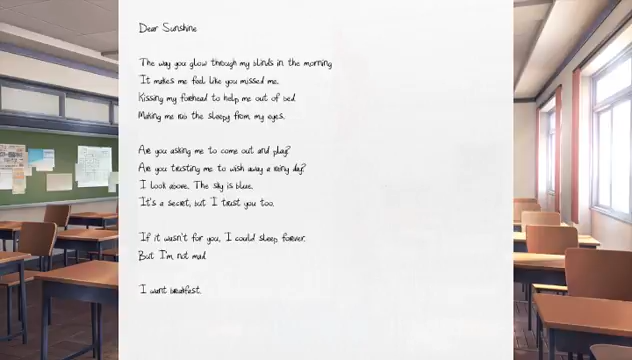 Dear Sunshine
The way you glow through my blinds in the morning
It makes me feel like you missed me.
Kissing my forehead to help me out of bed
Making me rub the sleepy from my eyes.
Are you asking me to come out and play?
Are you trusting me to wish away a rainy day?
I look above. The sky is blue.
It's a secret, but I trust you too.
If it wasn't for you, I could sleep forever.
But I'm not mad
I want breakfast.